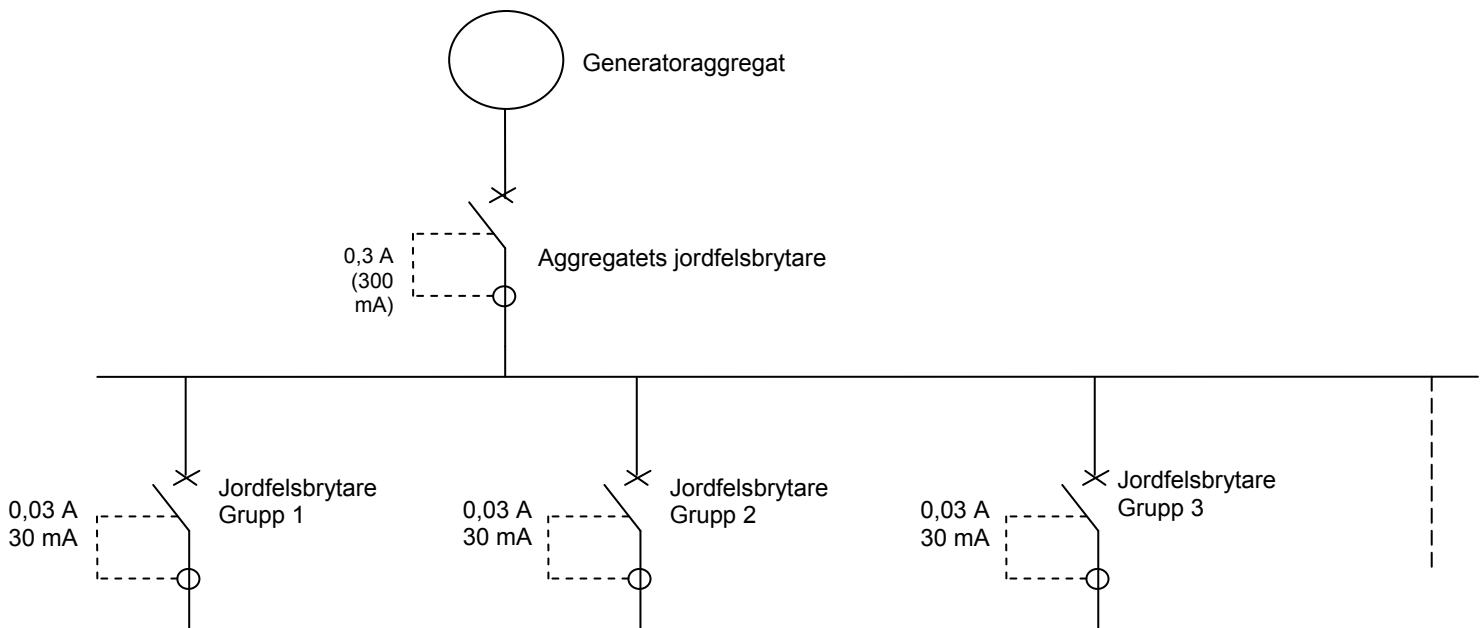 Generatoraggregat
0,3 A
(300
mA)
Aggregatets jordfelsbrytare
0,03 A
30 mA
Jordfelsbrytare
Grupp 1
0,03 A
30 mA
Jordfelsbrytare
Grupp 2
0,03 A
30 mA
Jordfelsbrytare
Grupp 3